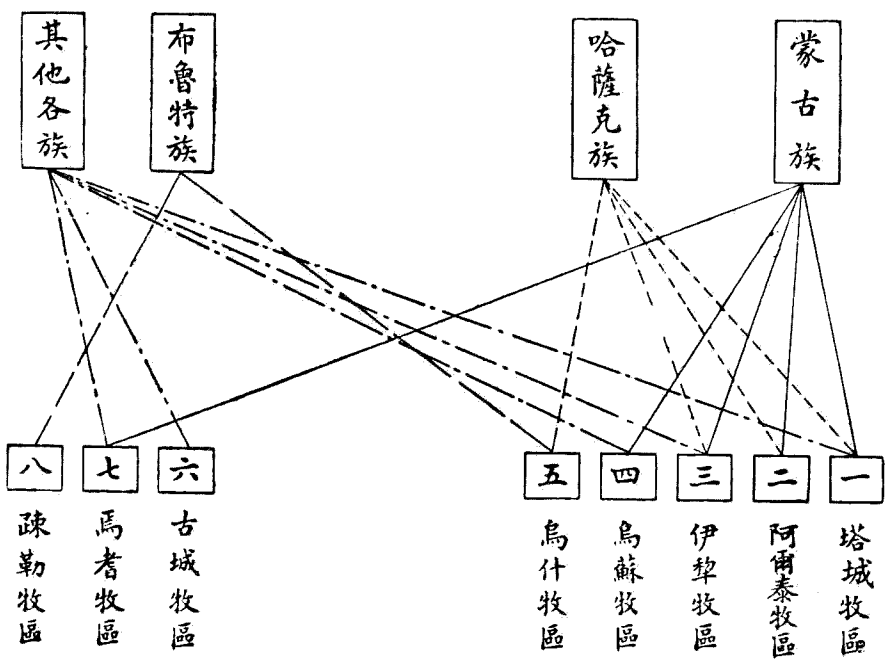 蒙古族
哈薩克族
布魯特族
其他各族
一
塔城牧區
二
阿爾泰牧區
三
伊犂牧區
四
烏蘇牧區
五
烏什牧區
六
古城牧區
七
焉耆牧區
八
疎勒牧區